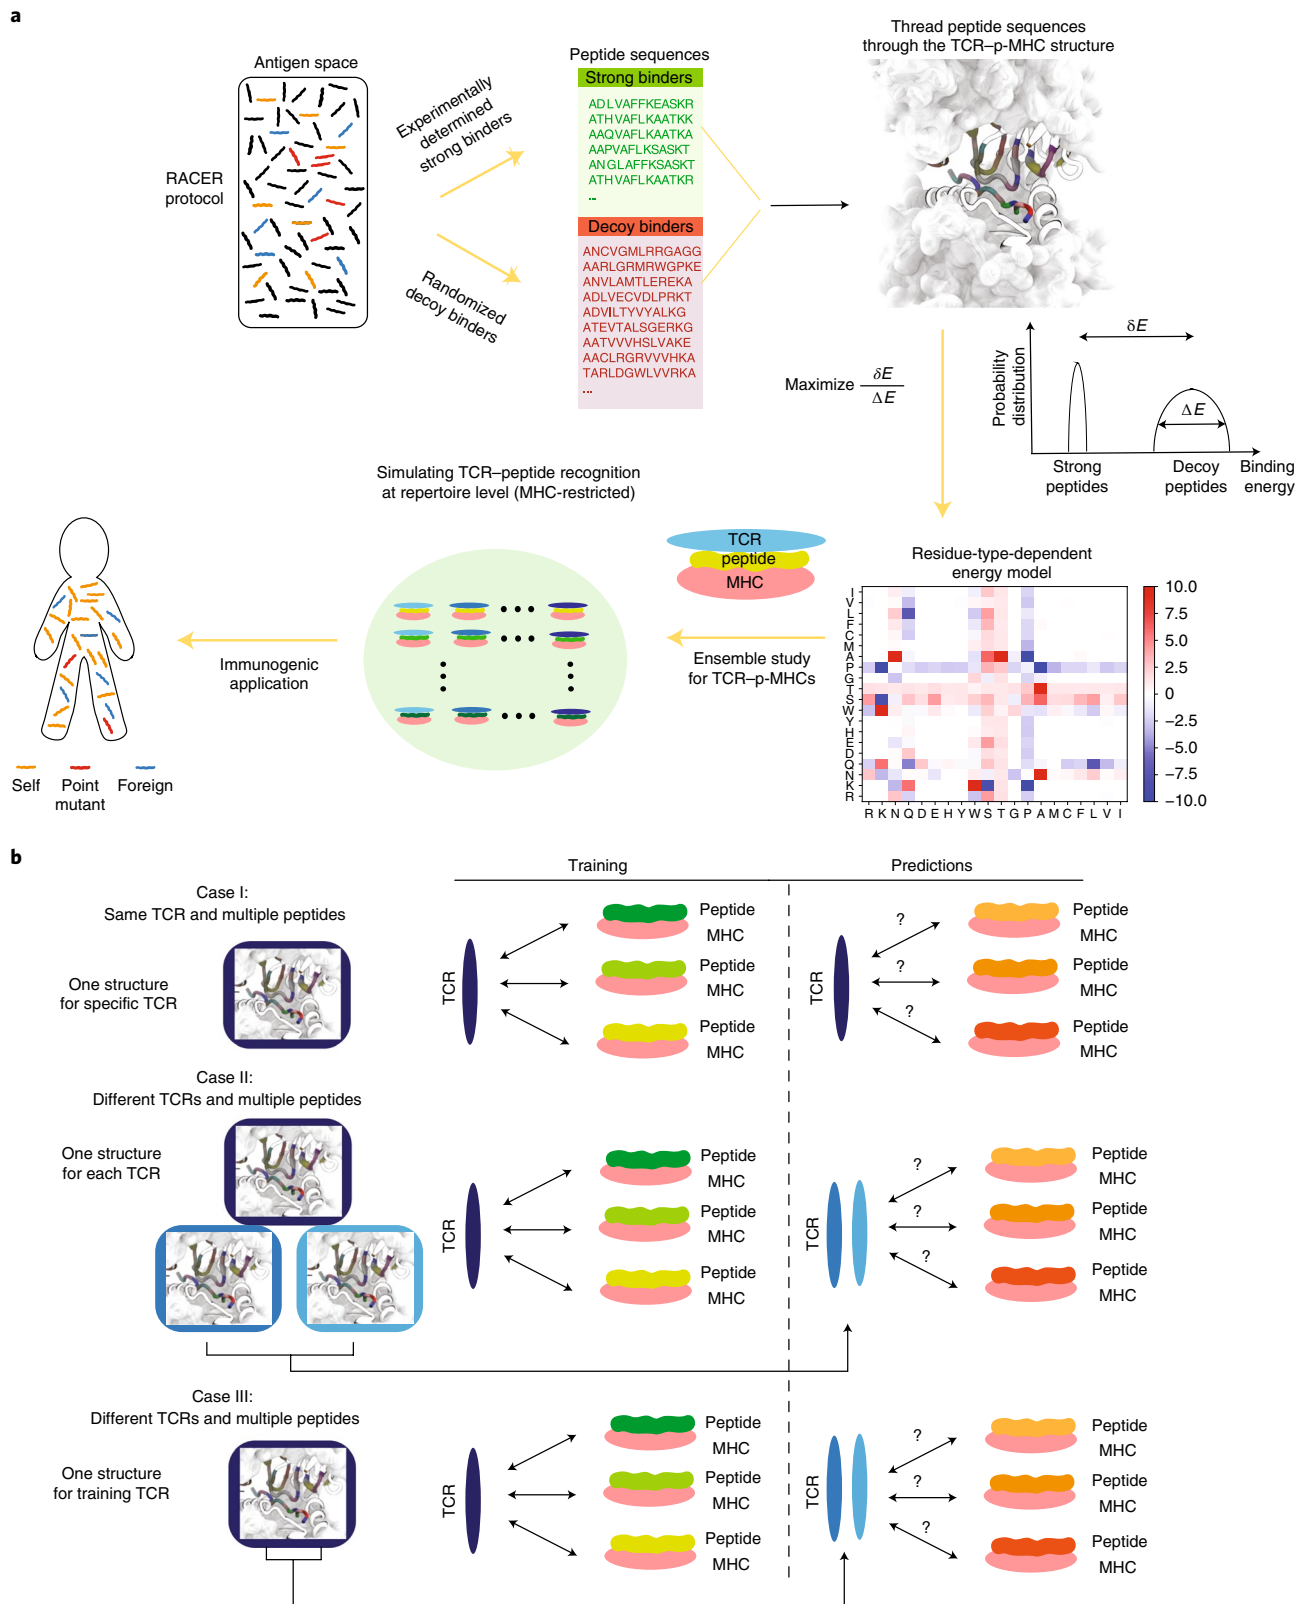 a
Antigen space
RACER
protocol
Experimentally
determined
strong binders
Randomized
decoy binders
Peptide sequences
Strong binders
ADLVAFFKEASKR
ATHVAFLKAATKK
AAQVAFLKAATKA
AAPVAFLKSASKT
ANGLAFFKSASKT
ATHVAFLKAATKR
...
Decoy binders
ANCVGMLRRGAGG
AARLGRMRWGPKE
ANVLAMTLEREKA
ADLVECVDLPRKT
ADVILTYVYALKG
ATEVTALSGERKG
AATVVVHSLVAKE
AACLRGRVVVHKA
TARLDGWLVVRKA
...
Thread peptide sequences
through the TCR–p-MHC structure
Maximize δE
ΔE
δE
ΔE
Probability
distribution
Strong
peptides
Decoy
peptides
Binding
energy
Residue-type-dependent
energy model
I
V
L
F
C
M
A
P
G
T
S
W
Y
H
E
D
Q
N
K
R
R K N Q D E H Y W S T G P A M C F L V I
10.0
7.5
5.0
2.5
0
−2.5
−5.0
−7.5
−10.0
TCR
peptide
MHC
Ensemble study
for TCR–p-MHCs
Simulating TCR–peptide recognition
at repertoire level (MHC-restricted)
Immunogenic
application
Self
Point
mutant
Foreign
b
Training
Predictions
Case I:
Same TCR and multiple peptides
One structure
for specific TCR
TCR
Peptide
MHC
Peptide
MHC
Peptide
MHC
TCR
?
?
?
Peptide
MHC
Peptide
MHC
Peptide
MHC
Case II:
Different TCRs and multiple peptides
One structure
for each TCR
TCR
Peptide
MHC
Peptide
MHC
Peptide
MHC
TCR
?
?
?
Peptide
MHC
Peptide
MHC
Peptide
MHC
Case III:
Different TCRs and multiple peptides
One structure
for training TCR
TCR
Peptide
MHC
Peptide
MHC
Peptide
MHC
TCR
?
?
?
Peptide
MHC
Peptide
MHC
Peptide
MHC